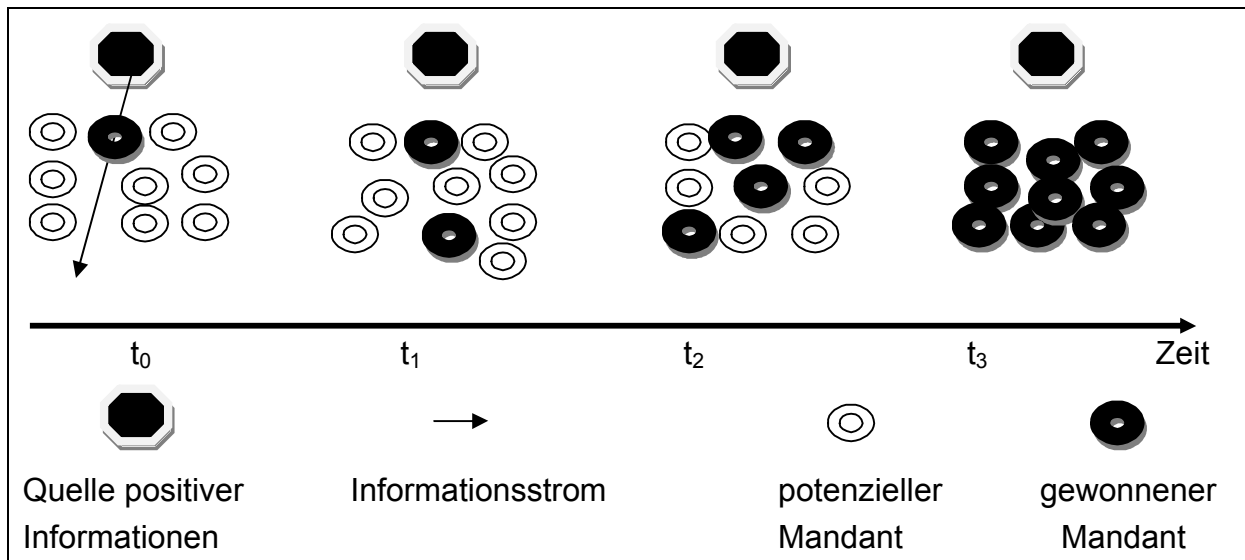 t₀ t₁ t₂ t₃ Zeit
Quelle positiver Informationsstrom potenzieller gewonnener
Informationen Mandant Mandant